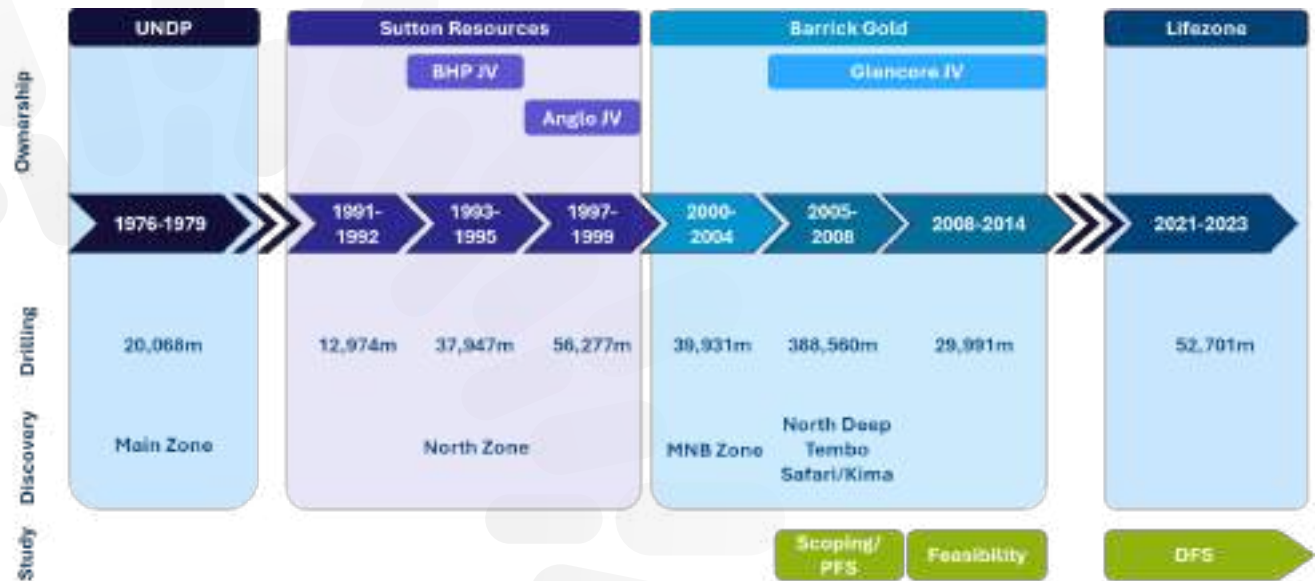 UNDP
Sutton Resources
Barrick Gold
Lifezone
Ownership
BHP JV
Glencore JV
Anglo JV
1976-1979
1991-
1992
1993-
1995
1997-
1999
2000-
2004
2005-
2008
2008-2014
2021-2023
Drilling
20,068m
12,974m
37,947m
56,277m
39,931m
388,560m
29,991m
52,701m
Discovery
Main Zone
North Zone
MNB Zone
North Deep
Tembo
Safari/Kima
Study
Scoping/
PFS
Feasibility
DFS